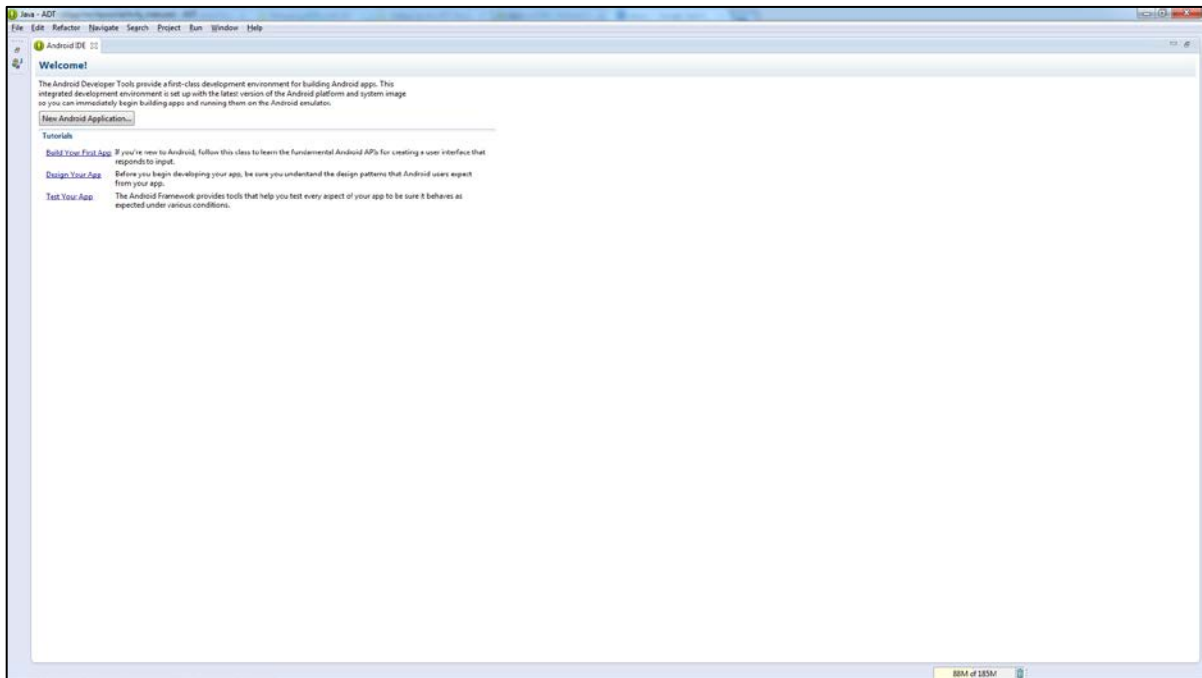 Java - ADT
File Edit Refactor Navigate Search Project Run Window Help
Android IDE
Welcome!
The Android Developer Tools provide a first-class development environment for building Android apps. This
integrated development environment is set up with the latest version of the Android platform and system image
so you can immediately begin building apps and running them on the Android emulator.
New Android Application...
Tutorials
Build Your First App If you're new to Android, follow this class to learn the fundamental Android APIs for creating a user interface that
responds to input.
Design Your App Before you begin developing your app, be sure you understand the design patterns that Android users expect
from your app.
Test Your App The Android Framework provides tools that help you test every aspect of your app to be sure it behaves as
expected under various conditions.
88M of 185M